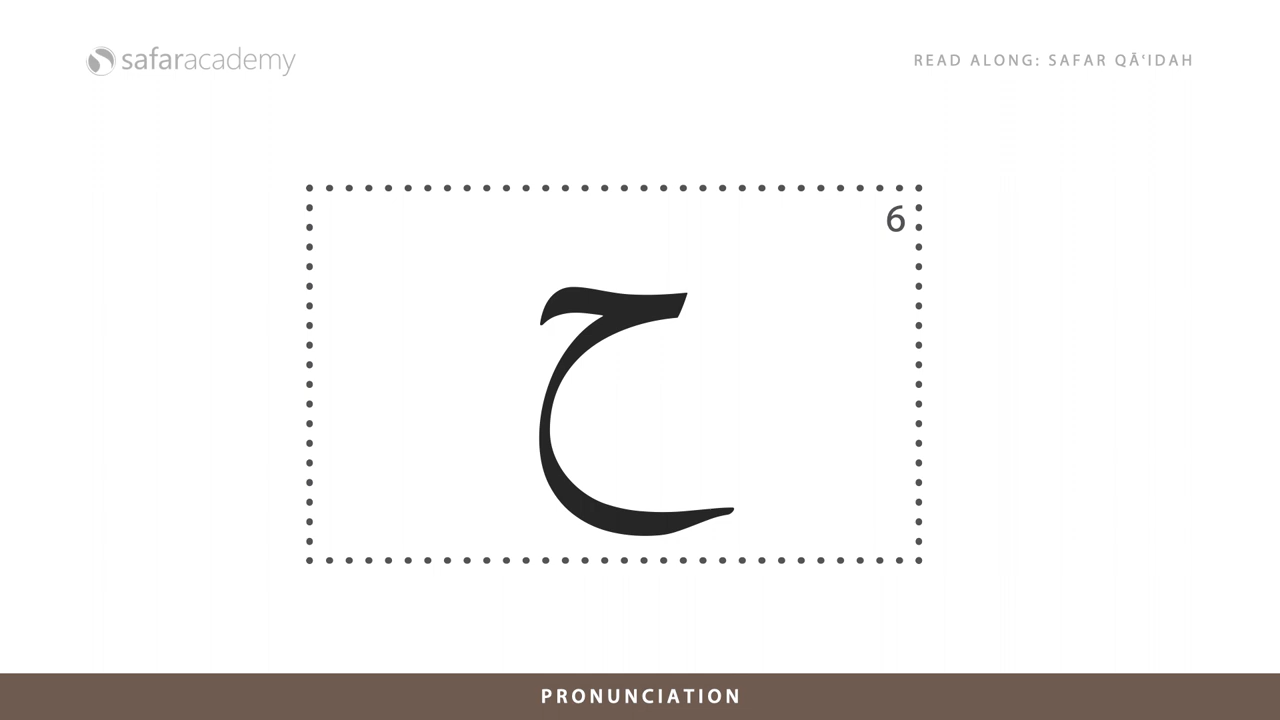 safaracademy
READ ALONG: SAFAR QĀʿIDAH
6
ح
PRONUNCIATION